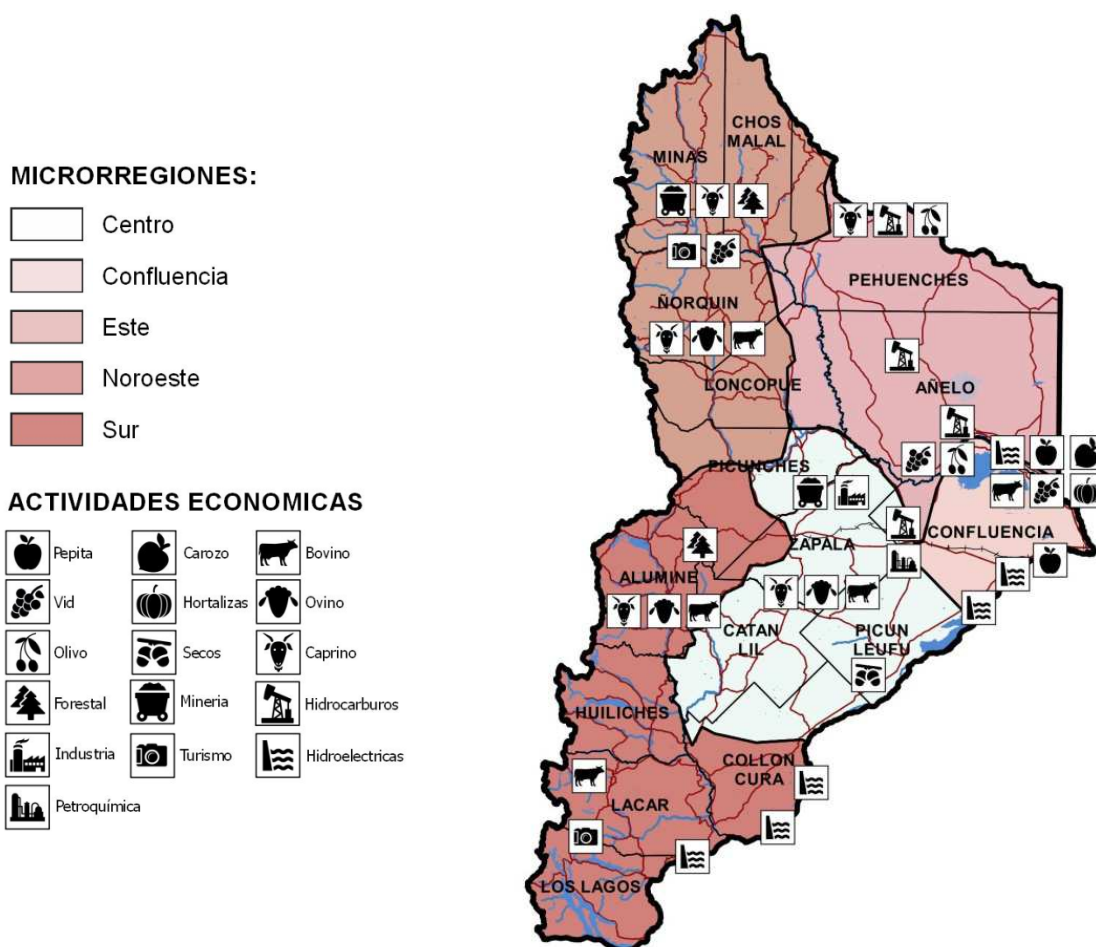 MICRORREGIONES:
Centro
Confluencia
Este
Noroeste
Sur
ACTIVIDADES ECONOMICAS
Pepita
Carozo
Bovino
Vid
Hortalizas
Ovino
Olivo
Secos
Caprino
Forestal
Mineria
Hidrocarburos
Industria
Turismo
Hidroelectricas
Petroquímica
CHOS
MALAL
MINAS
PEHUENCHES
ÑORQUIN
LONCOPUE
AÑELO
PICUNCHES
CONFLUENCIA
ZAPALA
ALUMINE
CATAN
LIL
PICUN
LEUFU
HUILICHES
COLLON
CURA
LACAR
LOS LAGOS